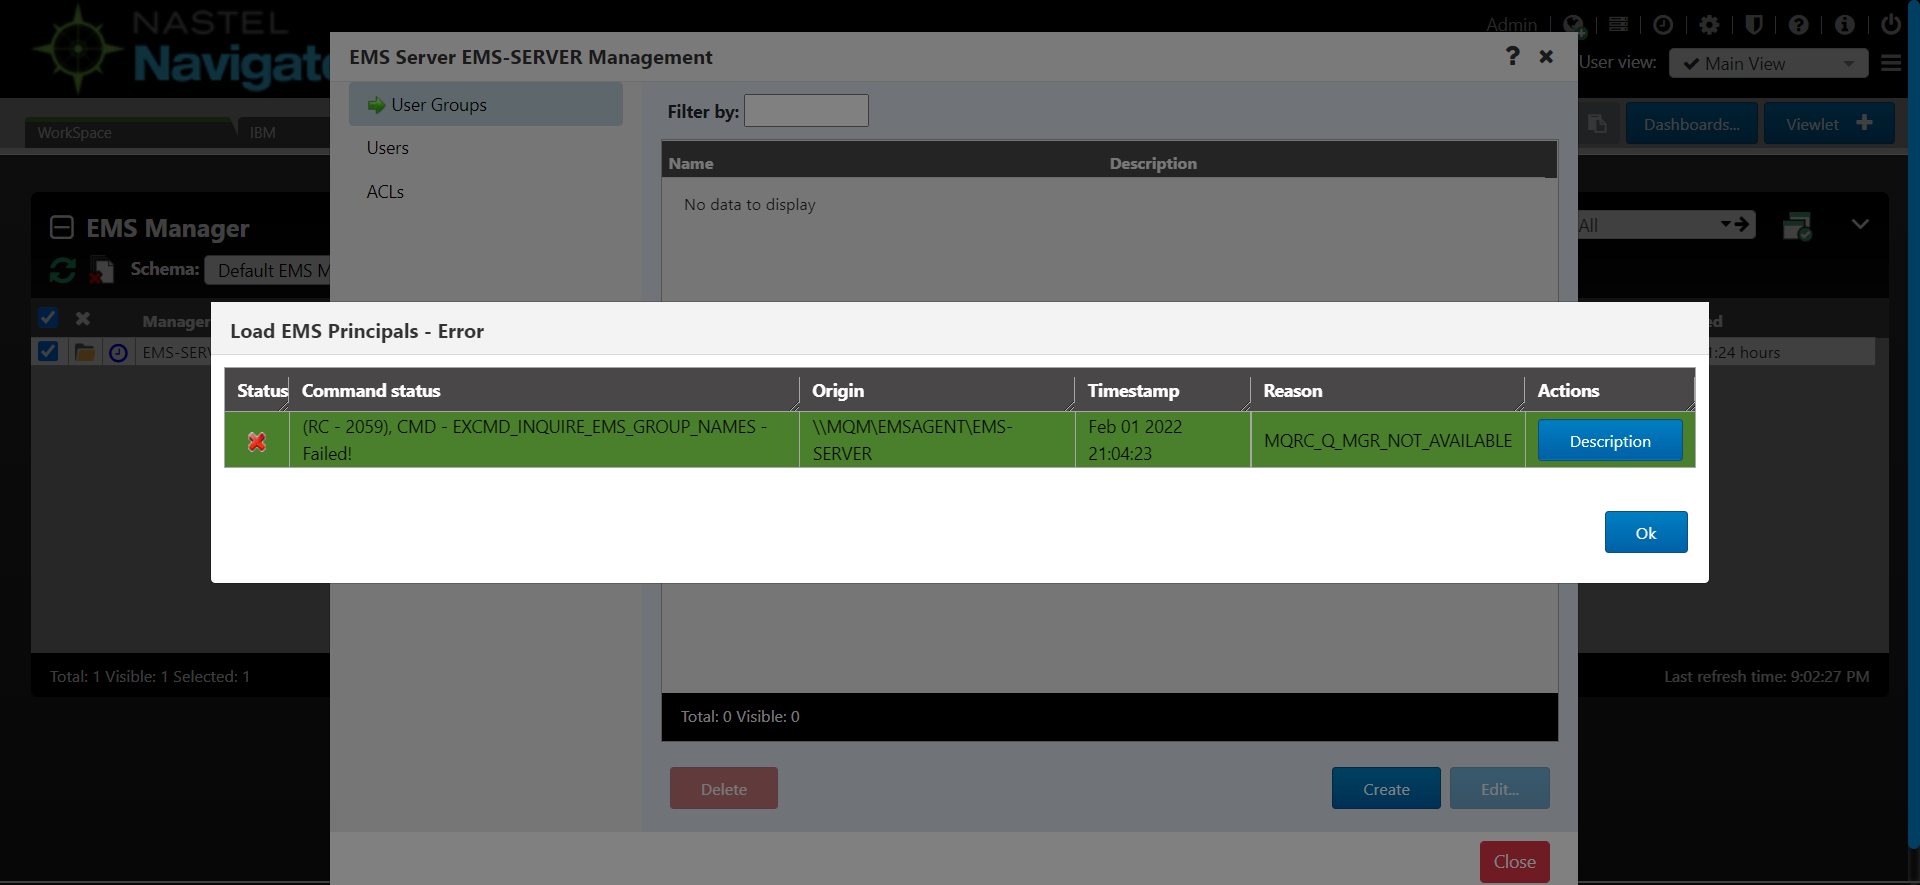 NASTEL
Navigat
Admin
User view:
Main View
EMS Server EMS-SERVER Management
User Groups
Users
ACLs
Filter by:
Name Description
No data to display
WorkSpace
IBM
Dashboards...
Viewlet
EMS Manager
All
Schema:
Default EMS M
Manager
ed
EMS-SERV
1:24 hours
Load EMS Principals - Error
Status Command status Origin Timestamp Reason Actions
(RC - 2059), CMD - EXCMD_INQUIRE_EMS_GROUP_NAMES -
Failed!
\\MQM\EMSAGENT\EMS-
SERVER
Feb 01 2022
21:04:23
MQRC_Q_MGR_NOT_AVAILABLE
Description
Ok
Total: 1 Visible: 1 Selected: 1
Last refresh time: 9:02:27 PM
Total: 0 Visible: 0
Delete
Create
Edit...
Close